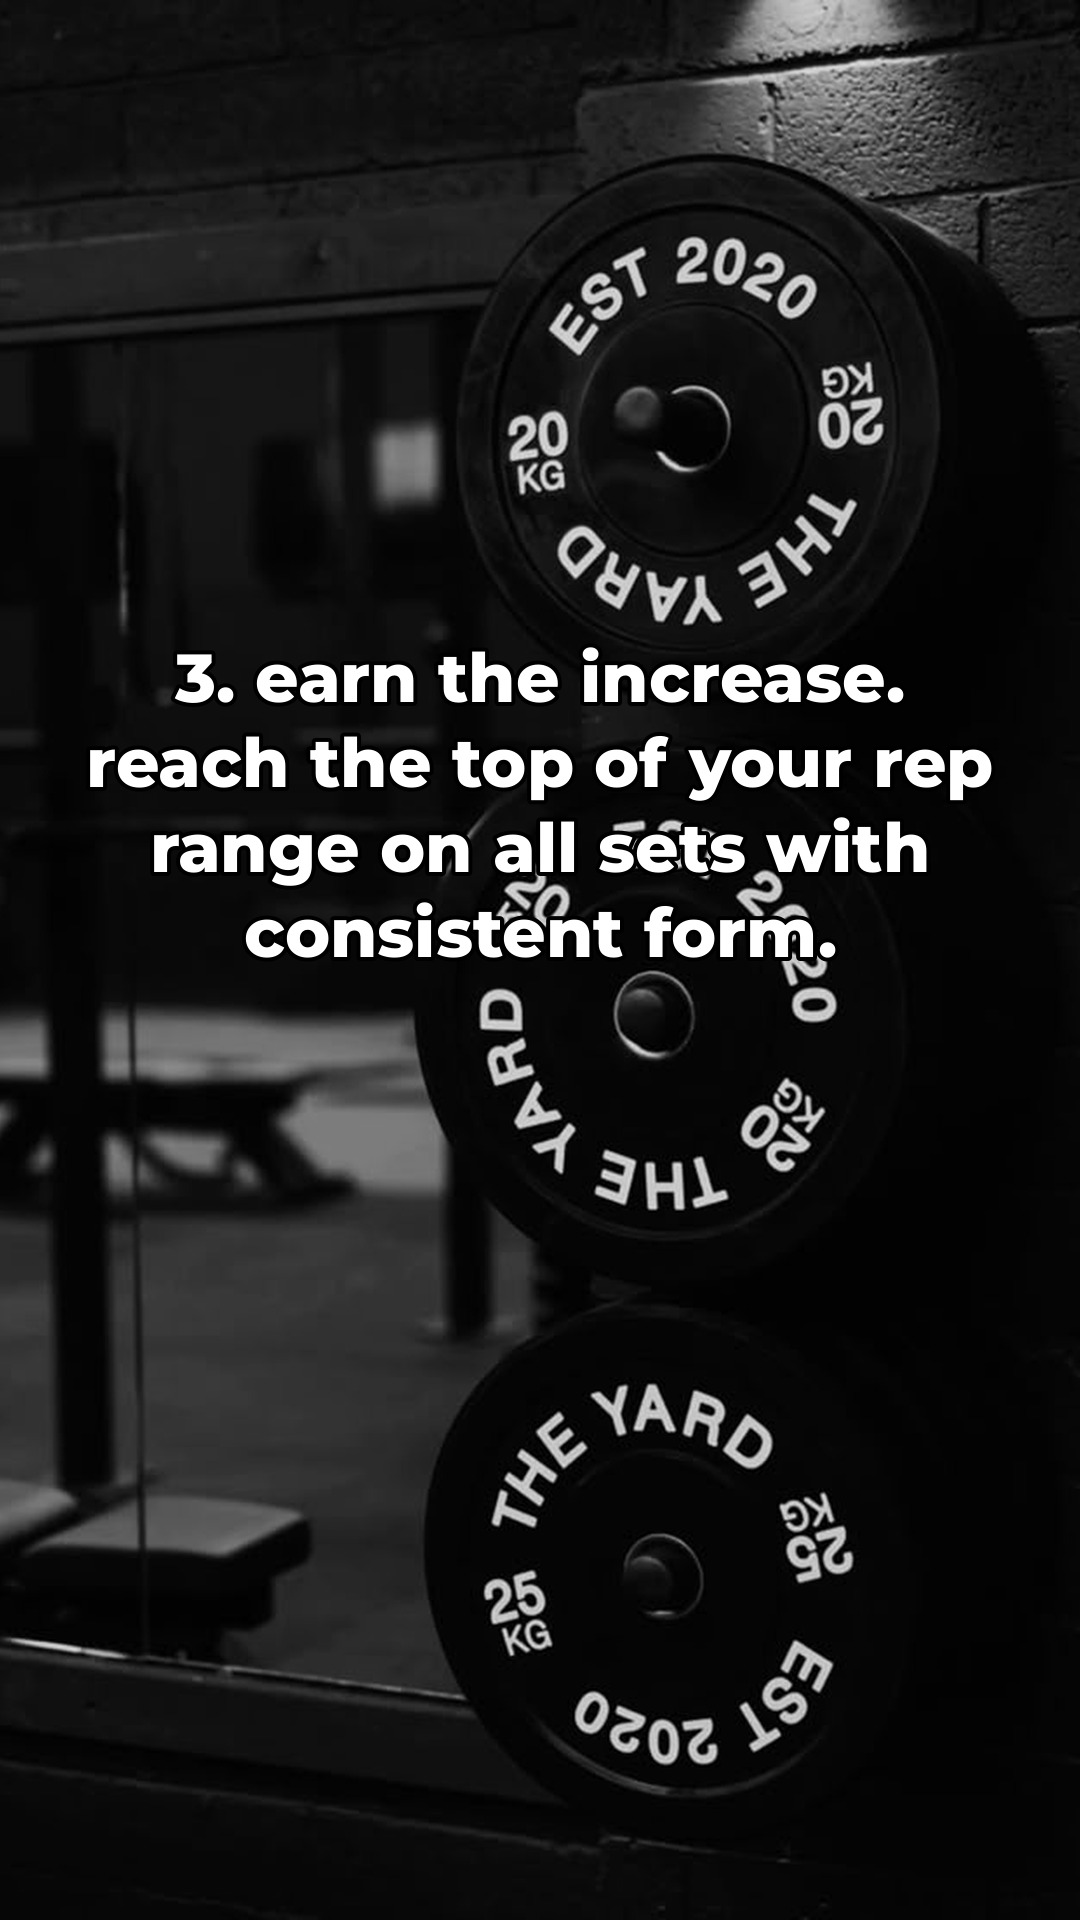 EST 2020
20
KG
20
KG
THE YARD
3. earn the increase.
reach the top of your rep
range on all sets with
consistent form.
20
THE YARD
20
KG
THE YARD
25
KG
25
KG
EST 2020